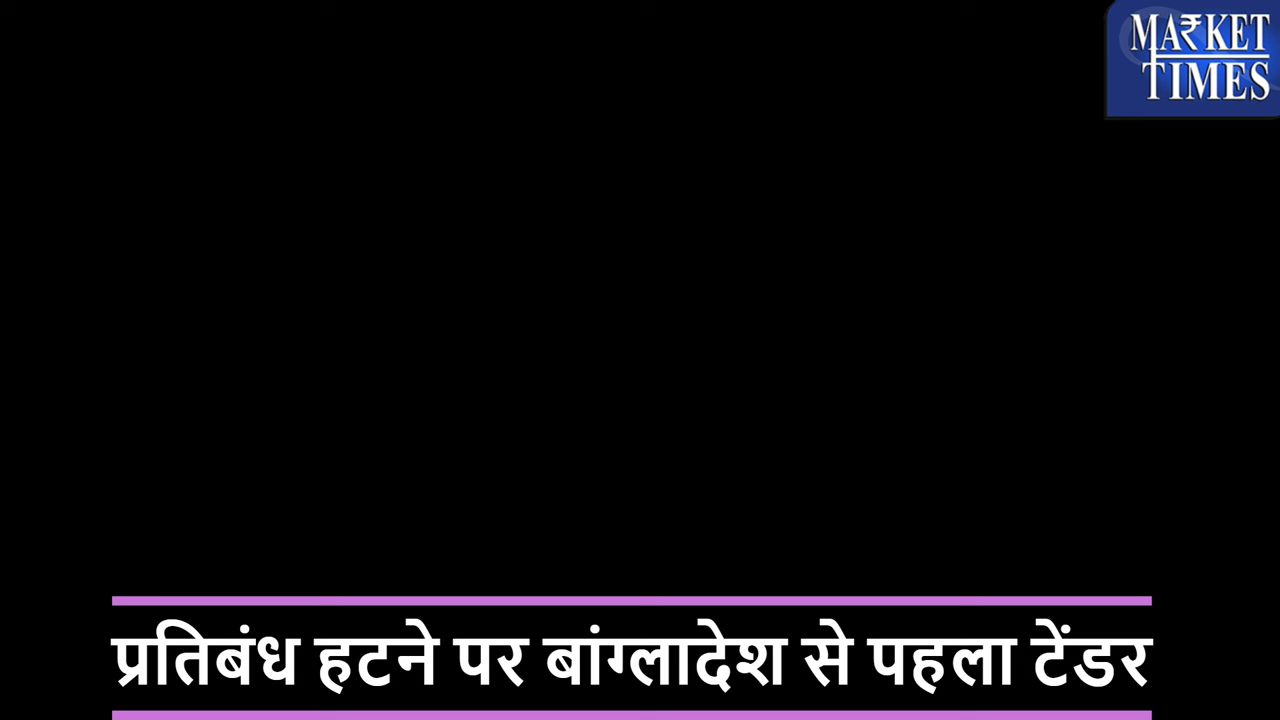 MA₹KET
TIMES
प्रतिबंध हटने पर बांग्लादेश से पहला टेंडर